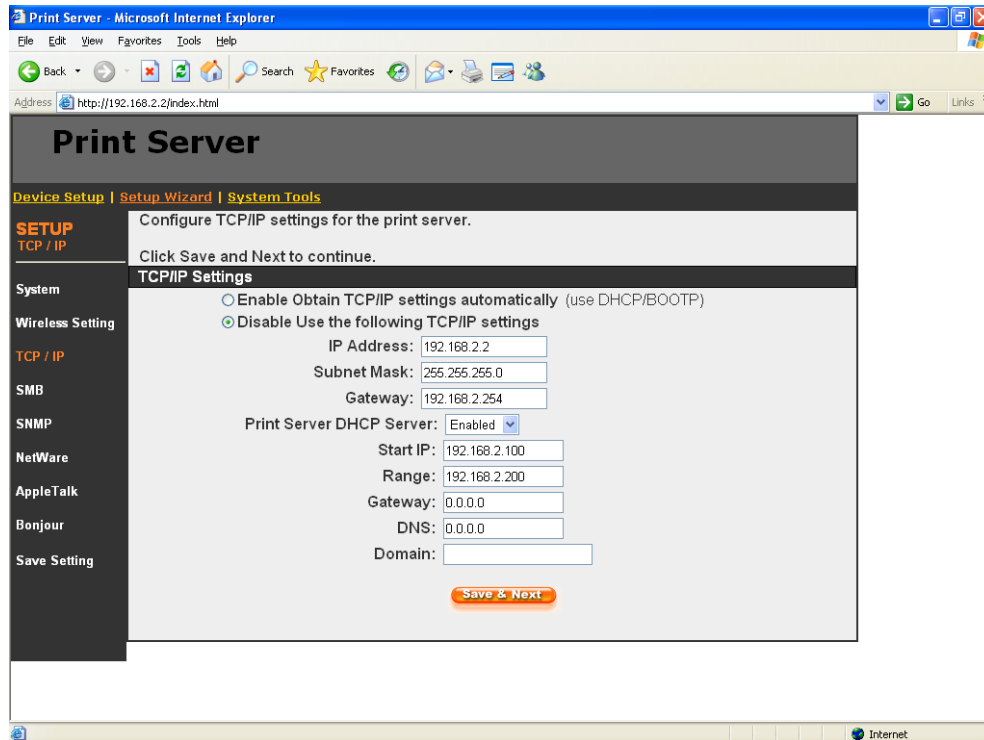 Print Server - Microsoft Internet Explorer
File Edit View Favorites Tools Help
Back Search Favorites
Address http://192.168.2.2/index.html Go Links
Print Server
Device Setup | Setup Wizard | System Tools
SETUP
TCP / IP
System
Wireless Setting
TCP / IP
SMB
SNMP
NetWare
AppleTalk
Bonjour
Save Setting
Configure TCP/IP settings for the print server.
Click Save and Next to continue.
TCP/IP Settings
Enable Obtain TCP/IP settings automatically (use DHCP/BOOTP)
Disable Use the following TCP/IP settings
IP Address: 192.168.2.2
Subnet Mask: 255.255.255.0
Gateway: 192.168.2.254
Print Server DHCP Server: Enabled
Start IP: 192.168.2.100
Range: 192.168.2.200
Gateway: 0.0.0.0
DNS: 0.0.0.0
Domain:
Save & Next
Internet